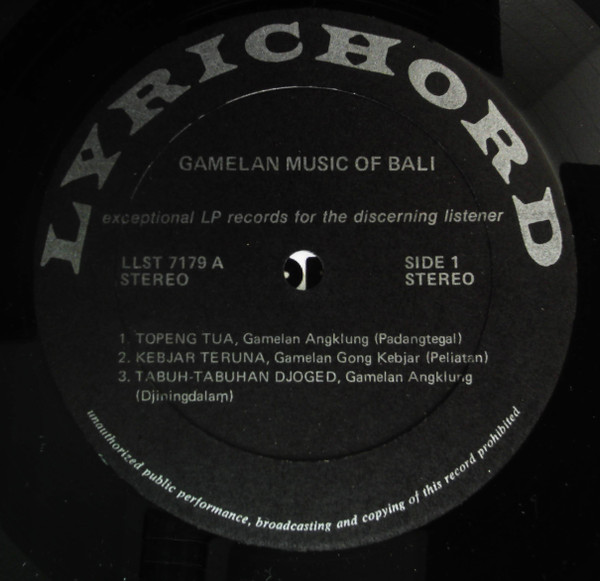 LYRICHORD
GAMELAN MUSIC OF BALI
exceptional LP records for the discerning listener
LLST 7179 A
STEREO
SIDE 1
STEREO
1. TOPENG TUA, Gamelan Angklung (Padangtegal)
2. KEBJAR TERUNA, Gamelan Gong Kebjar (Peliatan)
3. TABUH-TABUHAN DJOGED, Gamelan Angklung
(Djiningdalam)
unauthorized public performance, broadcasting and copying of this record prohibited